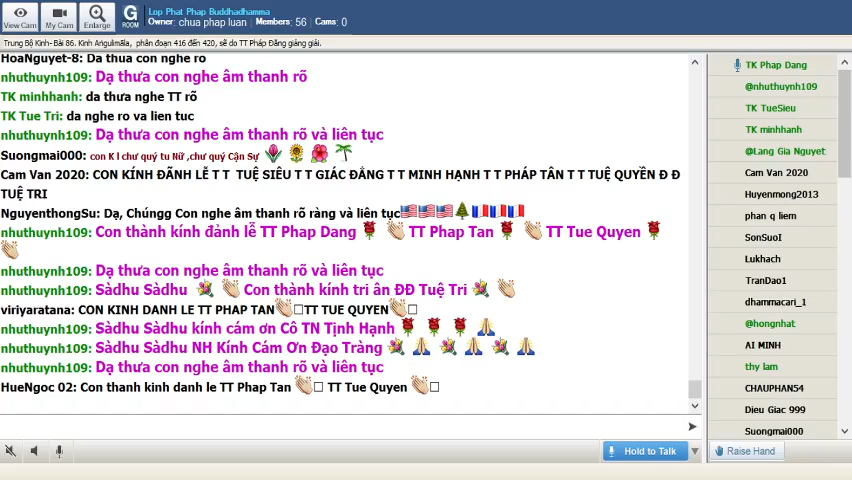 View Cam
My Cam
Enlarge
G
ROOM
Lop Phat Phap Buddhadhamma
Owner: chua phap luan Members: 56 Cams: 0
Trung Bộ Kinh- Bài 86. Kinh Aṅgulimāla, phân đoạn 416 đến 420, sẽ do TT Pháp Đăng giảng giải.
HoaNguyet-8: Da thua con nghe ro
nhuthuynh109: Dạ thưa con nghe âm thanh rõ
TK minhhanh: da thưa nghe TT rõ
TK Tue Tri: da nghe ro va lien tuc
nhuthuynh109: Dạ thưa con nghe âm thanh rõ và liên tục
Suongmai000: con K l chư quý tu Nữ ,chư quý Cận Sự
Cam Van 2020: CON KÍNH ĐÃNH LỄ T T TUỆ SIÊU T T GIÁC ĐẲNG T T MINH HẠNH T T PHÁP TÂN T T TUỆ QUYỀN Đ Đ
TUỆ TRI
NguyenthongSu: Dạ, Chúngg Con nghe âm thanh rõ ràng và liên tục
nhuthuynh109: Con thành kính đảnh lễ TT Phap Dang TT Phap Tan TT Tue Quyen
nhuthuynh109: Dạ thưa con nghe âm thanh rõ và liên tục
nhuthuynh109: Sàdhu Sàdhu Con thành kính tri ân ĐĐ Tuệ Tri
viriyaratana: CON KINH DANH LE TT PHAP TAN TT TUE QUYEN
nhuthuynh109: Sàdhu Sàdhu kính cám ơn Cô TN Tịnh Hạnh
nhuthuynh109: Sàdhu Sàdhu NH Kính Cám Ơn Đạo Tràng
nhuthuynh109: Dạ thưa con nghe âm thanh rõ và liên tục
HueNgoc 02: Con thanh kinh danh le TT Phap Tan TT Tue Quyen
Hold to Talk
TK Phap Dang
@nhuthuynh109
TK TueSieu
TK minhhanh
@Lang Gia Nguyet
Cam Van 2020
Huyenmong2013
phan q liem
SonSuoI
Lukhach
TranDao1
dhammacari_1
@hongnhat
AI MINH
thy lam
CHAUPHAN54
Dieu Giac 999
Suongmai000
Raise Hand